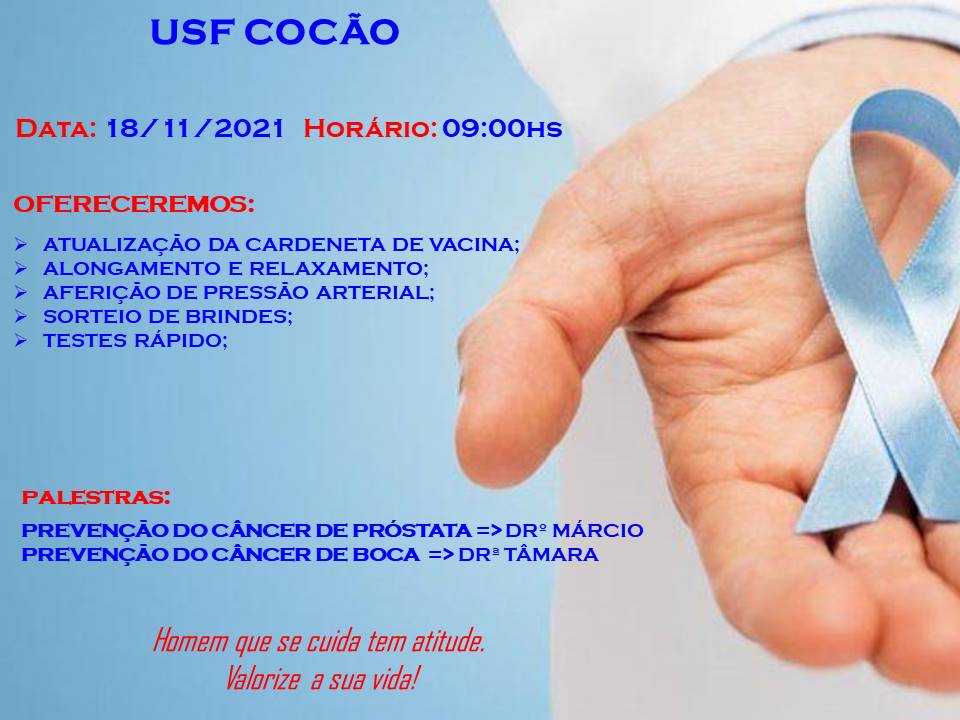 USF COCÃO
Data: 18/11/2021 Horário: 09:00hs
OFERECEREMOS:
➢ ATUALIZAÇÃO DA CARDENETA DE VACINA;
➢ ALONGAMENTO E RELAXAMENTO;
➢ AFERIÇÃO DE PRESSÃO ARTERIAL;
➢ SORTEIO DE BRINDES;
➢ TESTES RÁPIDO;
PALESTRAS:
PREVENÇÃO DO CÂNCER DE PRÓSTATA => DRº MÁRCIO
PREVENÇÃO DO CÂNCER DE BOCA => DRª TÂMARA
Homem que se cuida tem atitude.
Valorize a sua vida!